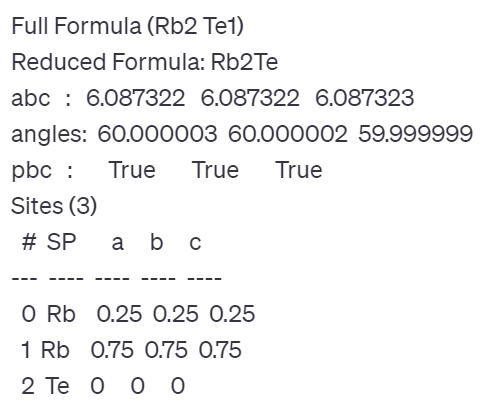 Full Formula (Rb2 Te1)
Reduced Formula: Rb2Te
abc : 6.087322 6.087322 6.087323
angles: 60.000003 60.000002 59.999999
pbc : True True True
Sites (3)
# SP a b c
--- ---- ---- ---- ----
0 Rb 0.25 0.25 0.25
1 Rb 0.75 0.75 0.75
2 Te 0 0 0